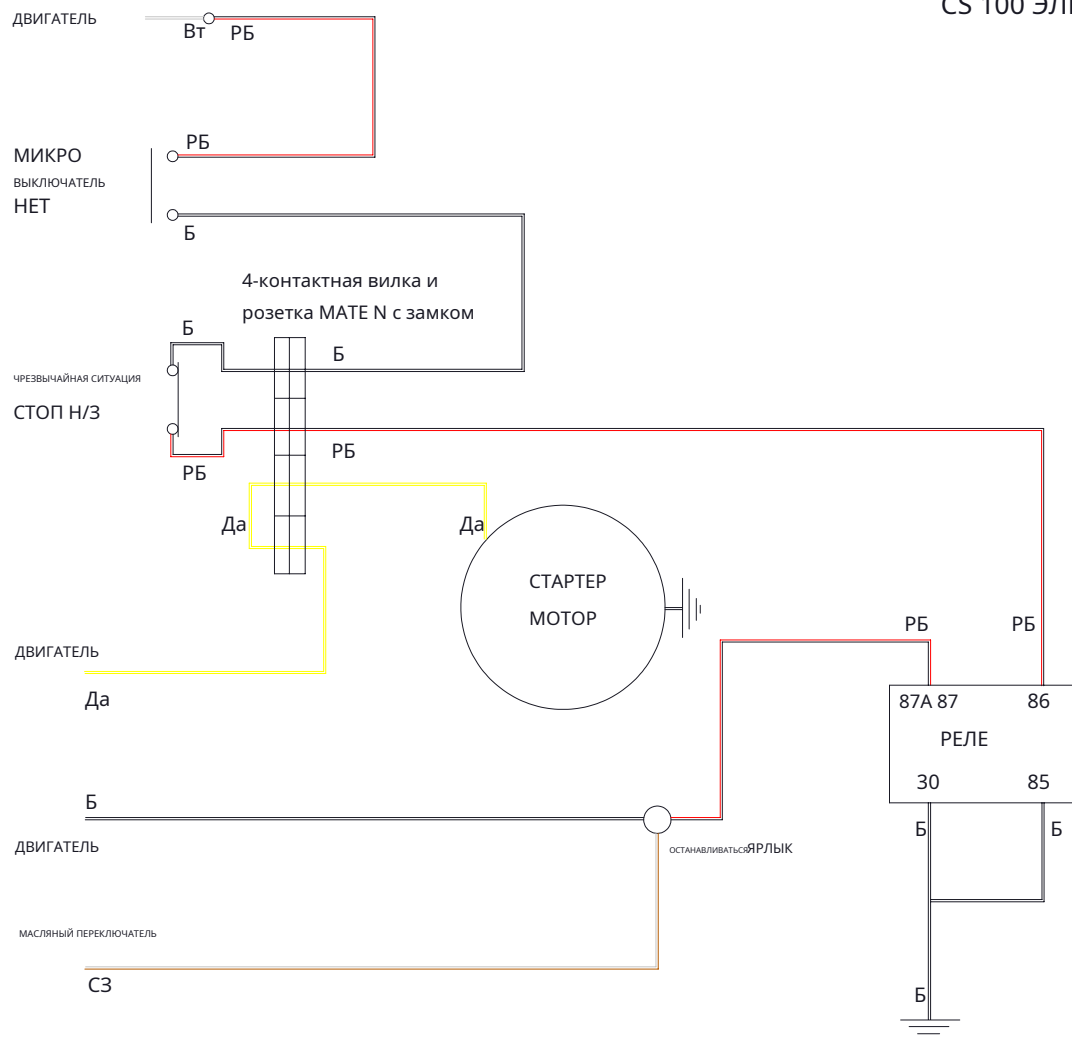 CS 100 ЭЛ
ДВИГАТЕЛЬ
Вт РБ
РБ
МИКРО
ВЫКЛЮЧАТЕЛЬ
НЕТ
Б
4-контактная вилка и
розетка MATE N с замком
Б
Б
ЧРЕЗВЫЧАЙНАЯ СИТУАЦИЯ
СТОП Н/З
РБ
РБ
Да
Да
СТАРТЕР
МОТОР
РБ
РБ
ДВИГАТЕЛЬ
Да
87A 87
86
РЕЛЕ
30
85
Б
Б
Б
ДВИГАТЕЛЬ
ОСТАНАВЛИВАТЬСЯЯРЛЫК
МАСЛЯНЫЙ ПЕРЕКЛЮЧАТЕЛЬ
СЗ
Б